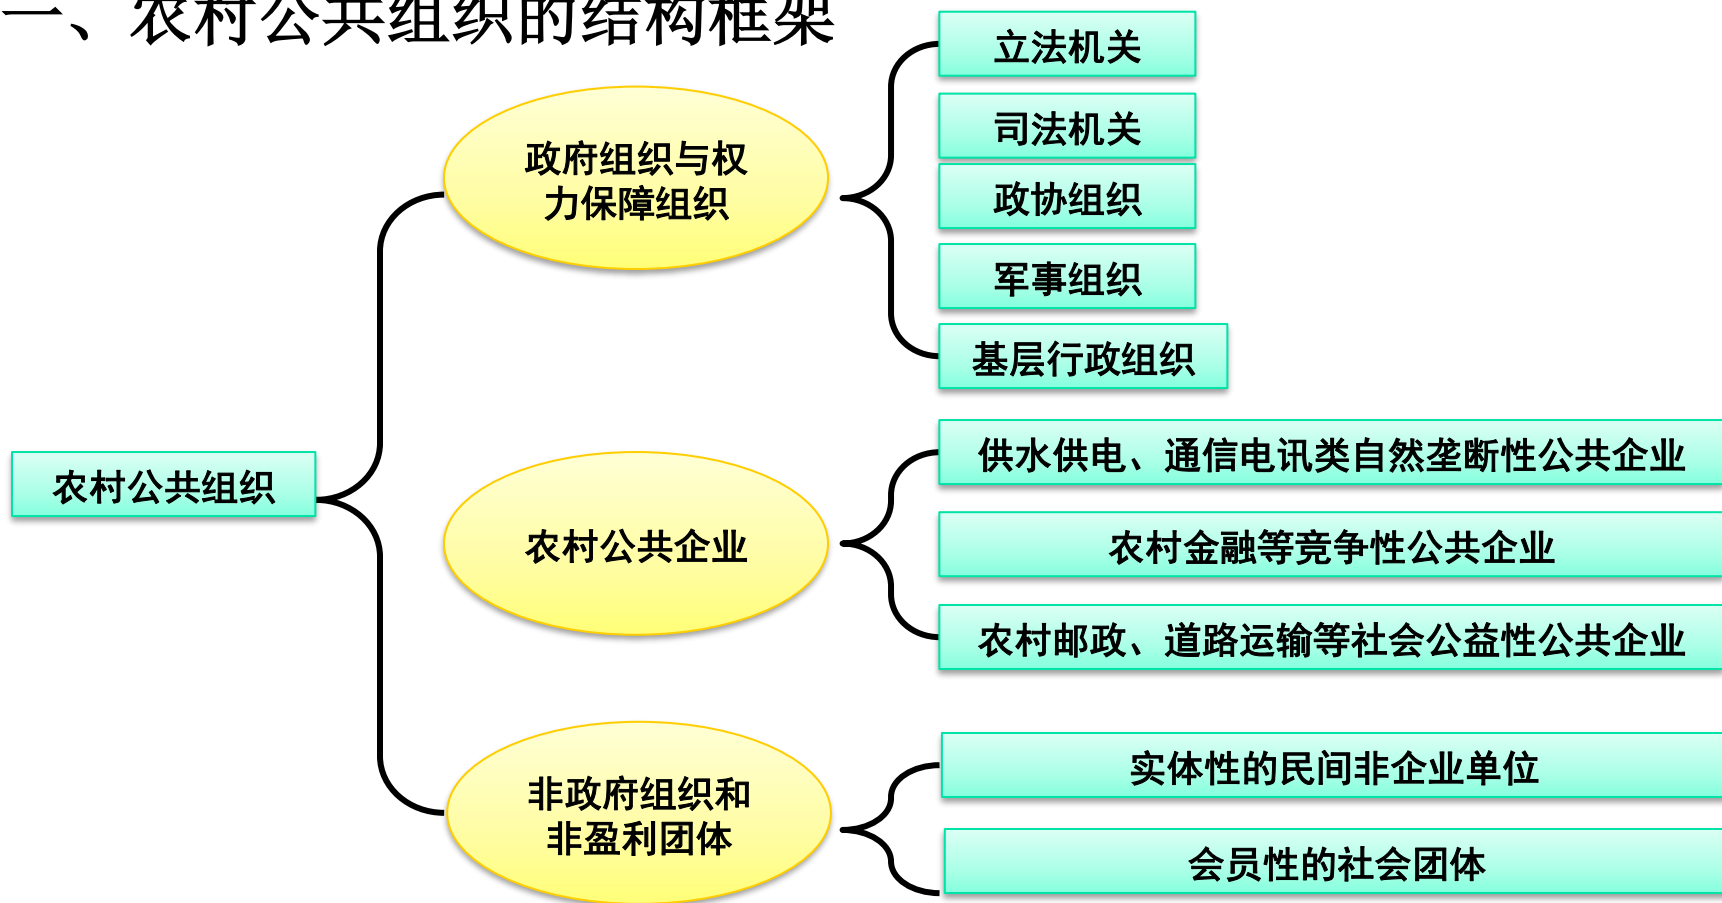 一、农村公共组织的结构框架
立法机关
司法机关
政府组织与权
力保障组织
政协组织
军事组织
基层行政组织
农村公共组织
供水供电、通信电讯类自然垄断性公共企业
农村公共企业
农村金融等竞争性公共企业
农村邮政、道路运输等社会公益性公共企业
非政府组织和
非盈利团体
实体性的民间非企业单位
会员性的社会团体